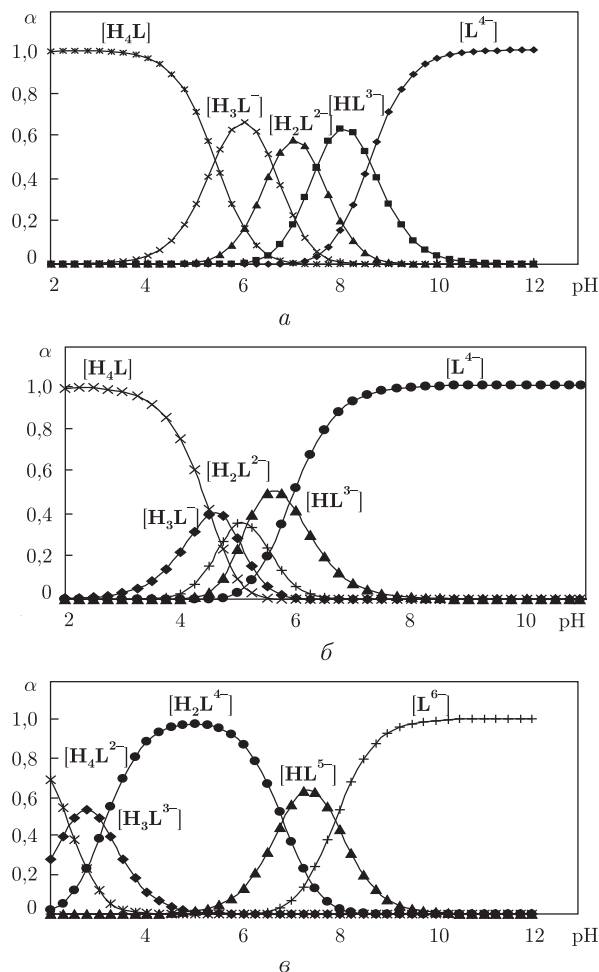 α
[H₄L]
[L⁴⁻]
1,0
0,8
[H₃L⁻]
[H₂L²⁻]
[HL³⁻]
0,6
0,4
0,2
0
2 4 6 8 10 12 pH
а
α
[H₄L]
[L⁴⁻]
1,0
0,8
0,6
[H₂L²⁻]
[H₃L⁻]
[HL³⁻]
0,4
0,2
0
2 4 6 8 10 pH
б
α
[H₂L⁴⁻]
[L⁶⁻]
1,0
0,8
[H₄L²⁻]
[HL⁵⁻]
0,6
[H₃L³⁻]
0,4
0,2
0
4 6 8 10 12 pH
в